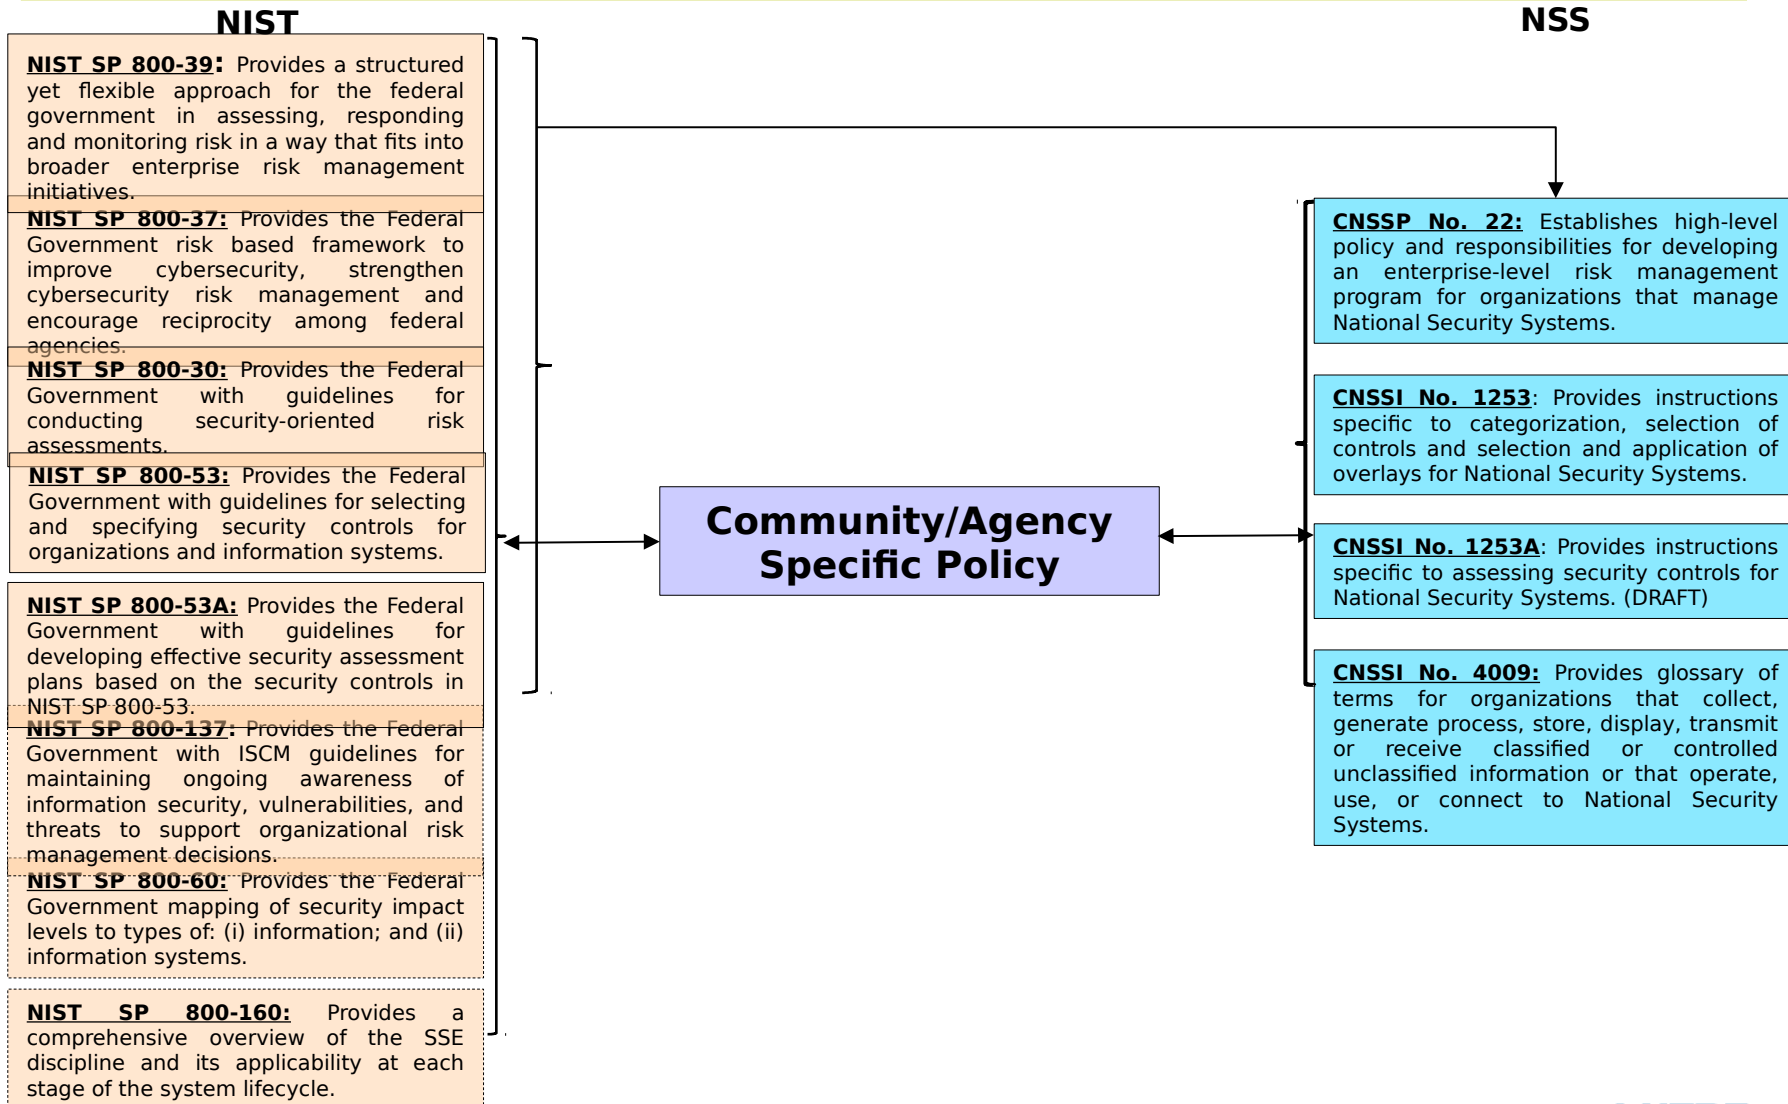 NIST
NIST SP 800-39: Provides a structured
yet flexible approach for the federal
government in assessing, responding
and monitoring risk in a way that fits into
broader enterprise risk management
initiatives.
NIST SP 800-37: Provides the Federal
Government risk based framework to
improve cybersecurity, strengthen
cybersecurity risk management and
encourage reciprocity among federal
agencies.
NIST SP 800-30: Provides the Federal
Government with guidelines for
conducting security-oriented risk
assessments.
NIST SP 800-53: Provides the Federal
Government with guidelines for selecting
and specifying security controls for
organizations and information systems.
NIST SP 800-53A: Provides the Federal
Government with guidelines for
developing effective security assessment
plans based on the security controls in
NIST SP 800-53.
NIST SP 800-137: Provides the Federal
Government with ISCM guidelines for
maintaining ongoing awareness of
information security, vulnerabilities, and
threats to support organizational risk
management decisions.
NIST SP 800-60: Provides the Federal
Government mapping of security impact
levels to types of: (i) information; and (ii)
information systems.
NIST SP 800-160: Provides a
comprehensive overview of the SSE
discipline and its applicability at each
stage of the system lifecycle.
Community/Agency
Specific Policy
NSS
CNSSP No. 22: Establishes high-level
policy and responsibilities for developing
an enterprise-level risk management
program for organizations that manage
National Security Systems.
CNSSI No. 1253: Provides instructions
specific to categorization, selection of
controls and selection and application of
overlays for National Security Systems.
CNSSI No. 1253A: Provides instructions
specific to assessing security controls for
National Security Systems. (DRAFT)
CNSSI No. 4009: Provides glossary of
terms for organizations that collect,
generate process, store, display, transmit
or receive classified or controlled
unclassified information or that operate,
use, or connect to National Security
Systems.